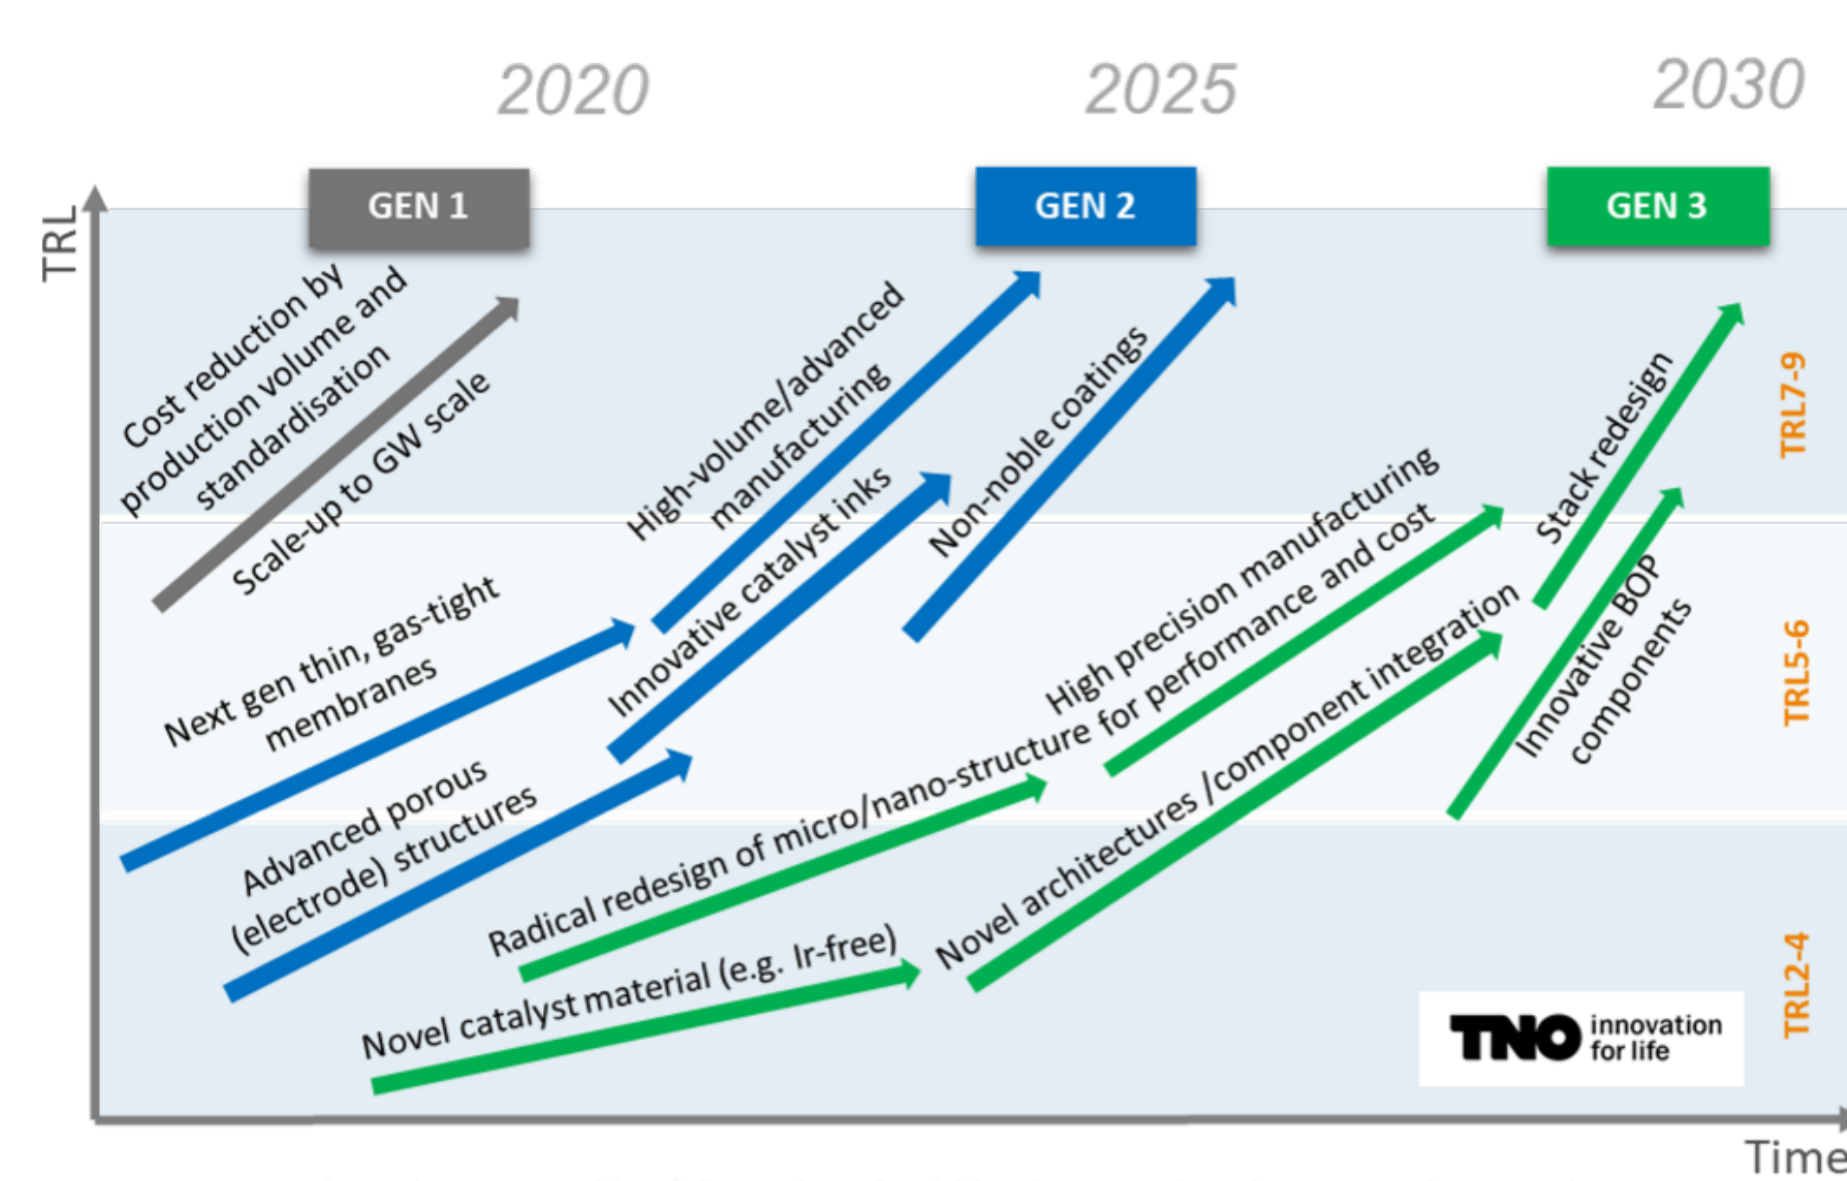 2020
2025
2030
GEN 1
GEN 2
GEN 3
TRL
Cost reduction by
production volume and
standardisation
Scale-up to GW scale
High-volume/advanced
manufacturing
Innovative catalyst inks
Non-noble coatings
Next gen thin, gas-tight
membranes
Advanced porous
(electrode) structures
High precision manufacturing
Radical redesign of micro/nano-structure for performance and cost
Novel catalyst material (e.g. Ir-free)
Novel architectures /component integration
Stack redesign
Innovative BOP
components
TRL7-9
TRL5-6
TRL2-4
TNO innovation
for life
Time